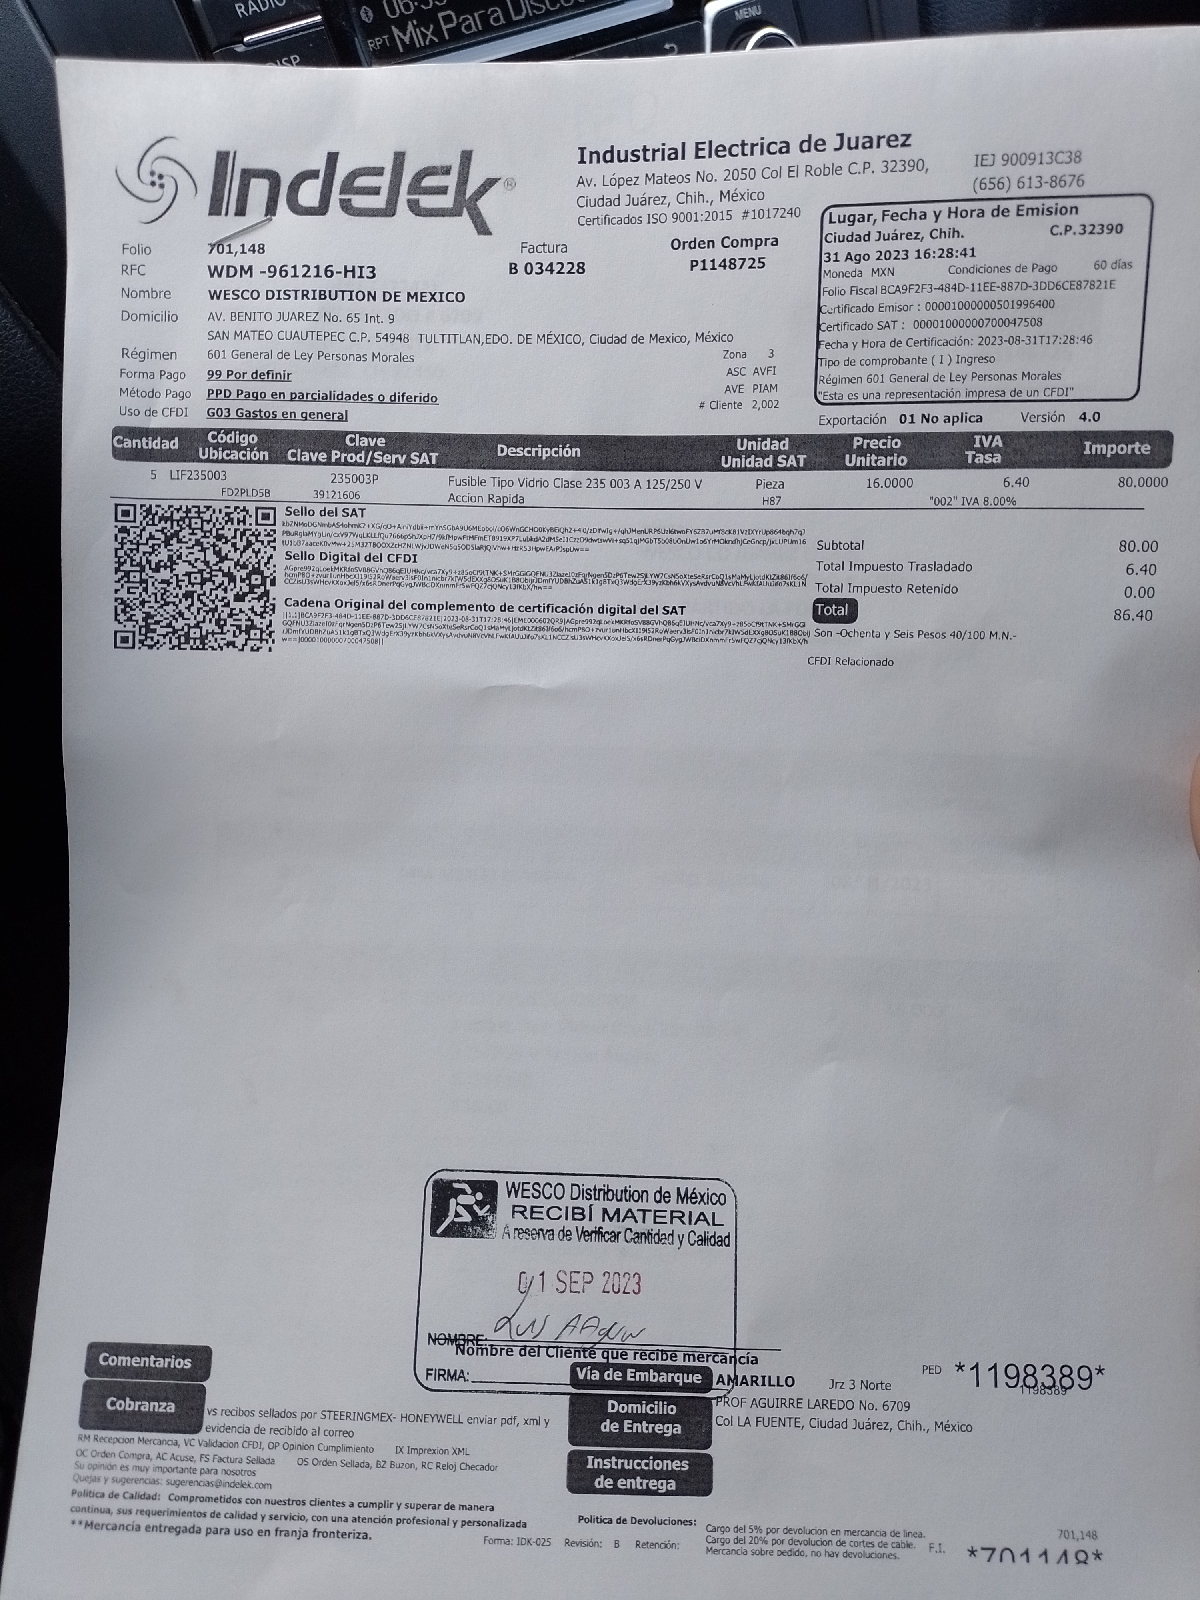 RADIO
06:5
DISP
RPT Mix Para Disco
MENU
Indelek®
Industrial Electrica de Juarez
Av. López Mateos No. 2050 Col El Roble C.P. 32390,
Ciudad Juárez, Chih., México
Certificados ISO 9001:2015 #1017240
IEJ 900913C38
(656) 613-8676
Folio 701,148
RFC WDM -961216-HI3
Nombre WESCO DISTRIBUTION DE MEXICO
Domicilio AV. BENITO JUAREZ No. 65 Int. 9
SAN MATEO CUAUTEPEC C.P. 54948 TULTITLAN,EDO. DE MÉXICO, Ciudad de Mexico, México
Régimen 601 General de Ley Personas Morales
Forma Pago 99 Por definir
Método Pago PPD Pago en parcialidades o diferido
Uso de CFDI G03 Gastos en general
Factura
B 034228
Orden Compra
P1148725
Zona 3
ASC AVFI
AVE PIAM
# Cliente 2,002
Lugar, Fecha y Hora de Emision
Ciudad Juárez, Chih. C.P.32390
31 Ago 2023 16:28:41
Moneda MXN Condiciones de Pago 60 días
Folio Fiscal BCA9F2F3-484D-11EE-887D-3DD6CE87821E
Certificado Emisor : 00001000000501996400
Certificado SAT : 00001000000700047508
Fecha y Hora de Certificación: 2023-08-31T17:28:46
Tipo de comprobante ( I ) Ingreso
Régimen 601 General de Ley Personas Morales
"Esta es una representación impresa de un CFDI"
Exportación 01 No aplica Versión 4.0
Cantidad Código Ubicación Clave Clave Prod/Serv SAT Descripción Unidad Unidad SAT Precio Unitario IVA Tasa Importe
5 LIF235003 235003P Fusible Tipo Vidrio Clase 235 003 A 125/250 V Pieza 16.0000 6.40 80.0000
FD2PLD5B 39121606 Accion Rapida H87 "002" IVA 8.00%
Sello del SAT
Sello Digital del CFDI
Cadena Original del complemento de certificación digital del SAT
Subtotal 80.00
Total Impuesto Trasladado 6.40
Total Impuesto Retenido 0.00
Total 86.40
Son -Ochenta y Seis Pesos 40/100 M.N.-
CFDI Relacionado
WESCO Distribution de México
RECIBÍ MATERIAL
A reserva de Verificar Cantidad y Calidad
01 SEP 2023
NOMBRE:
Nombre del Cliente que recibe mercancía
FIRMA:
Comentarios
Cobranza
vs recibos sellados por STEERINGMEX- HONEYWELL enviar pdf, xml y
evidencia de recibido al correo
Vía de Embarque AMARILLO Jrz 3 Norte
PED *1198389*
1198389
Domicilio de Entrega PROF AGUIRRE LAREDO No. 6709
Col LA FUENTE, Ciudad Juárez, Chih., México
Instrucciones de entrega
RM Recepcion Mercancia, VC Validacion CFDI, OP Opinion Cumplimiento IX Imprexion XML
OC Orden Compra, AC Acuse, FS Factura Sellada OS Orden Sellada, BZ Buzon, RC Reloj Checador
Su opinión es muy importante para nosotros
Quejas y sugerencias: sugerencias@indelek.com
Politica de Calidad: Comprometidos con nuestros clientes a cumplir y superar de manera
continua, sus requerimientos de calidad y servicio, con una atención profesional y personalizada
**Mercancia entregada para uso en franja fronteriza.
Forma: IDK-025 Revisión: B Retención:
Politica de Devoluciones:
Cargo del 5% por devolucion en mercancia de linea.
Cargo del 20% por devolucion de cortes de cable.
Mercancia sobre pedido, no hay devoluciones.
F.I.
701,148
*701148*